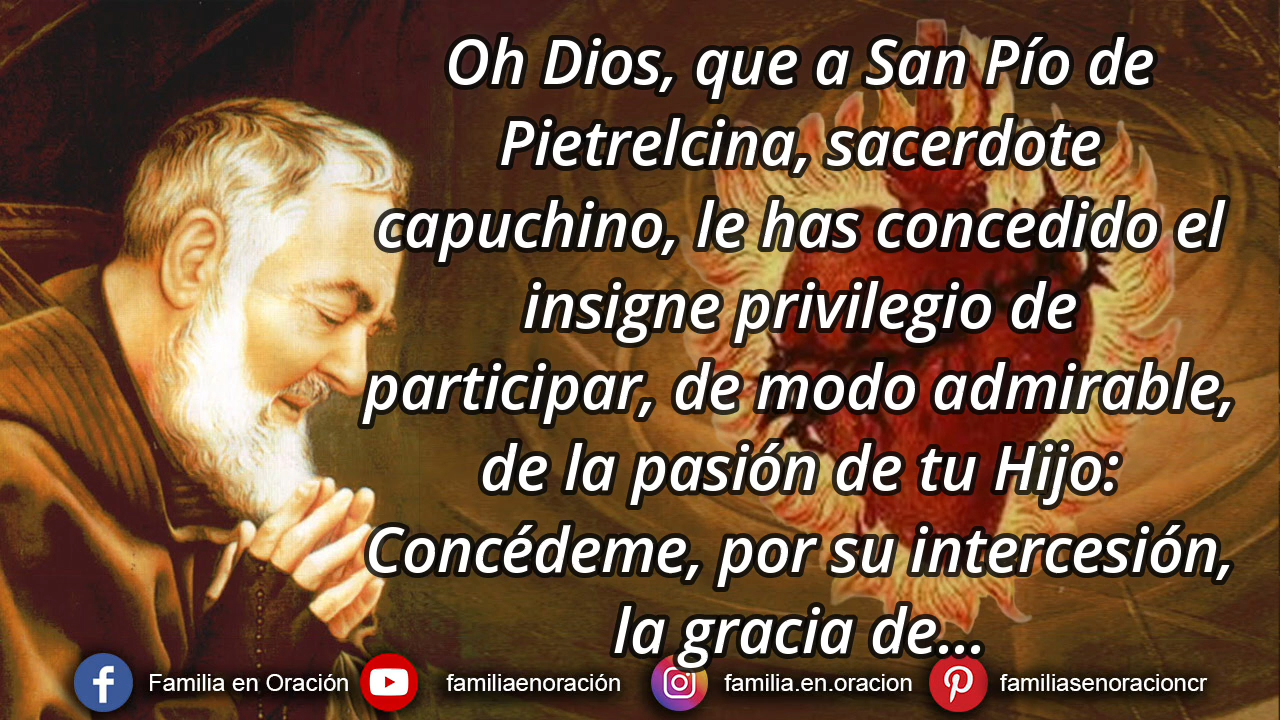 Oh Dios, que a San Pío de
Pietrelcina, sacerdote
capuchino, le has concedido el
insigne privilegio de
participar, de modo admirable,
de la pasión de tu Hijo:
Concédeme, por su intercesión,
la gracia de...
Familia en Oración familiaenoración familia.en.oracion familiasenoracioncr